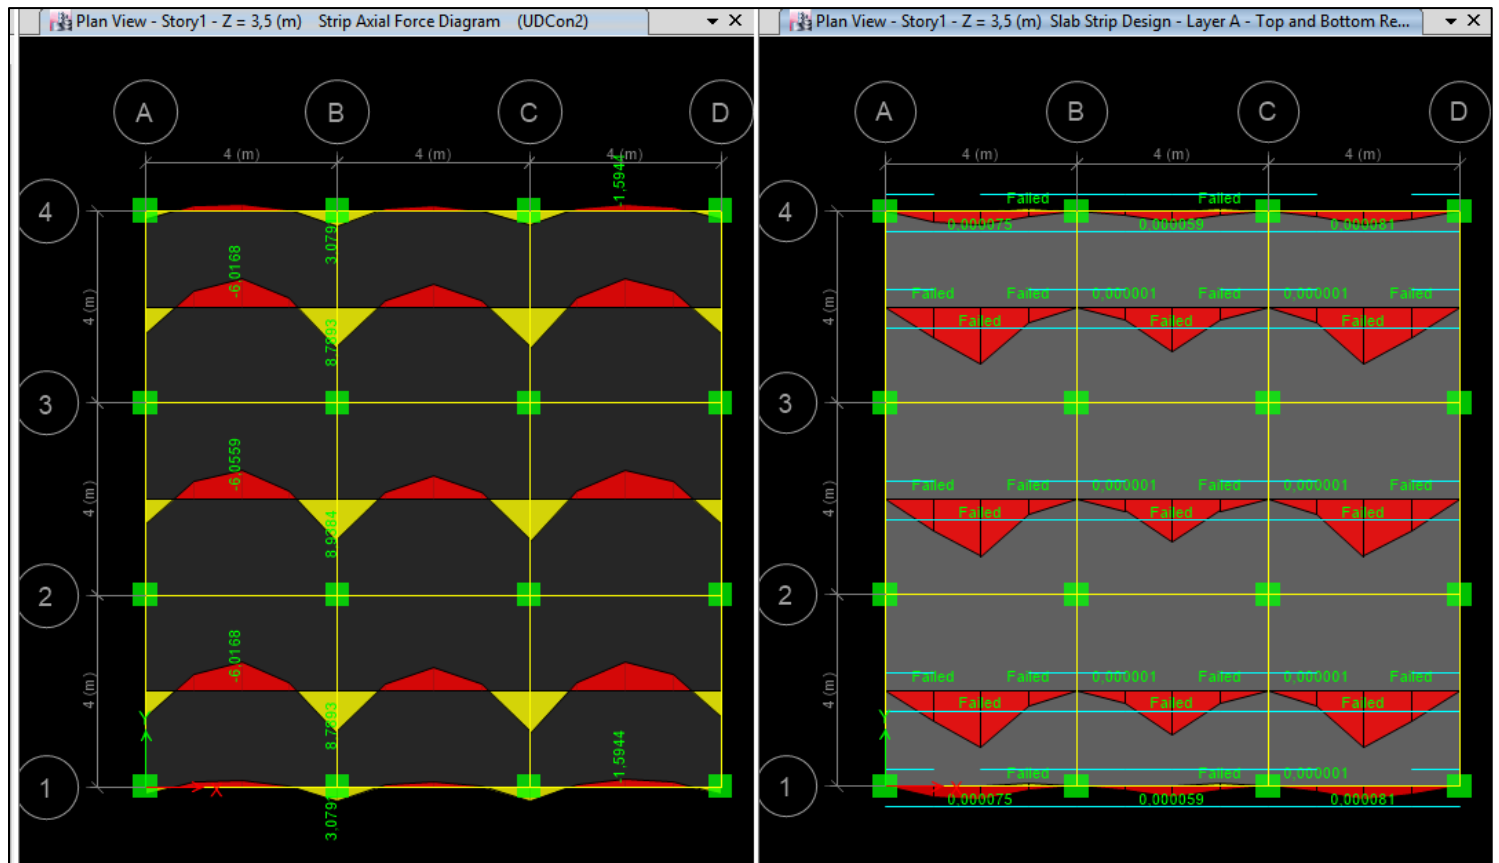 Plan View - Story1 - Z = 3,5 (m)    Strip Axial Force Diagram    (UDCon2)
A B C D
4 (m) 4 (m) 4 (m)
-1,5944
4
3,079
-6,0168
4 (m)
8,7893
3
-6,0559
4 (m)
8,9384
2
-6,0168
4 (m)
8,7893
-1,5944
Y
X
1
3,079
Plan View - Story1 - Z = 3,5 (m)  Slab Strip Design - Layer A - Top and Bottom Re...
A B C D
4 (m) 4 (m) 4 (m)
Failed Failed
4
0,000075 0,000059 0,000081
Failed Failed 0,000001 Failed 0,000001 Failed
4 (m)
Failed Failed Failed
3
Failed Failed 0,000001 Failed 0,000001 Failed
4 (m)
Failed Failed Failed
2
Failed Failed 0,000001 Failed 0,000001 Failed
4 (m)
Failed Failed Failed
Y
Failed Failed 0,000001
X
1
0,000075 0,000059 0,000081